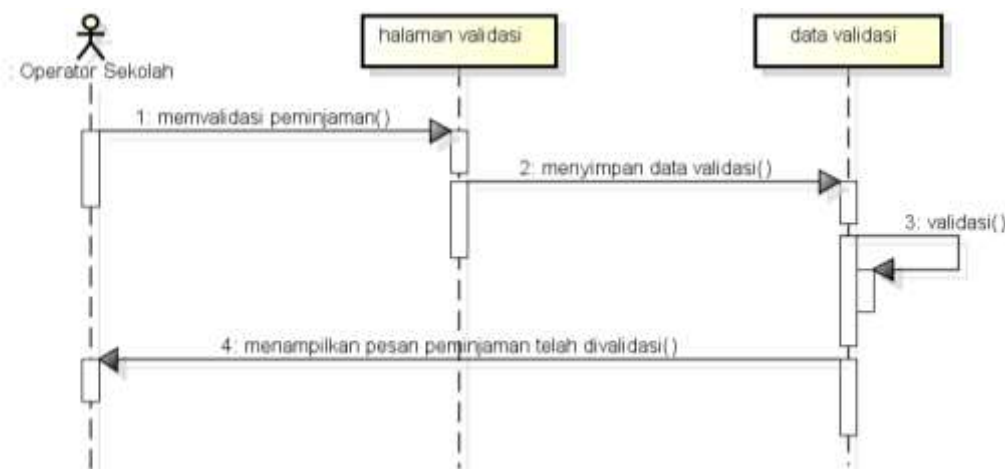 halaman validasi
data validasi
: Operator Sekolah
1: memvalidasi peminjaman()
2: menyimpan data validasi()
3: validasi()
4: menampilkan pesan peminjaman telah divalidasi()